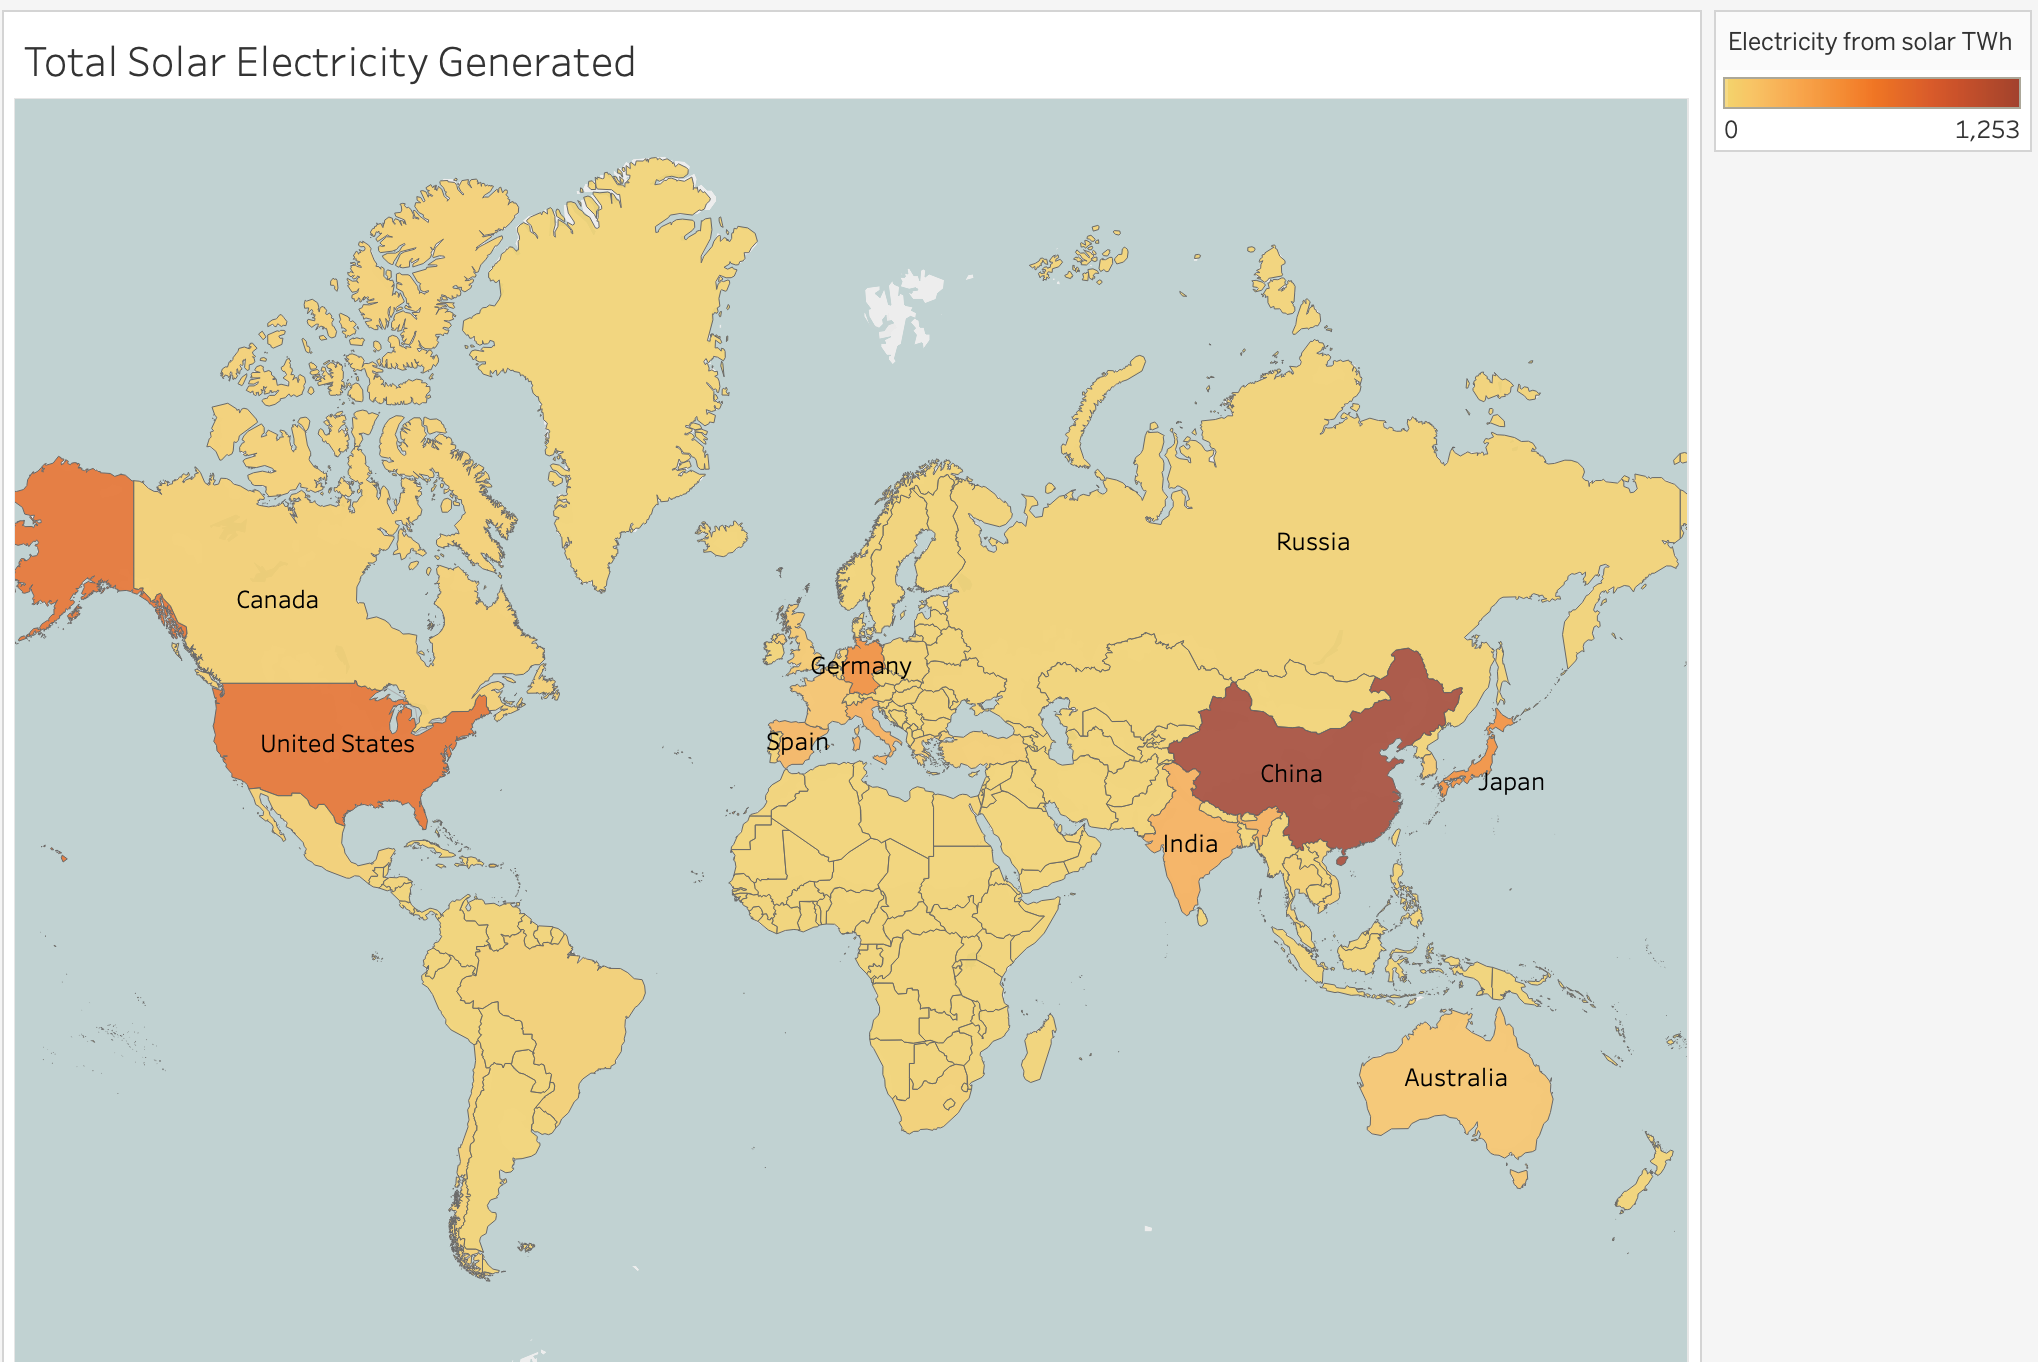 Total Solar Electricity Generated
Electricity from solar TWh
0
1,253
Russia
Canada
Germany
United States
Spain
China
Japan
India
Australia